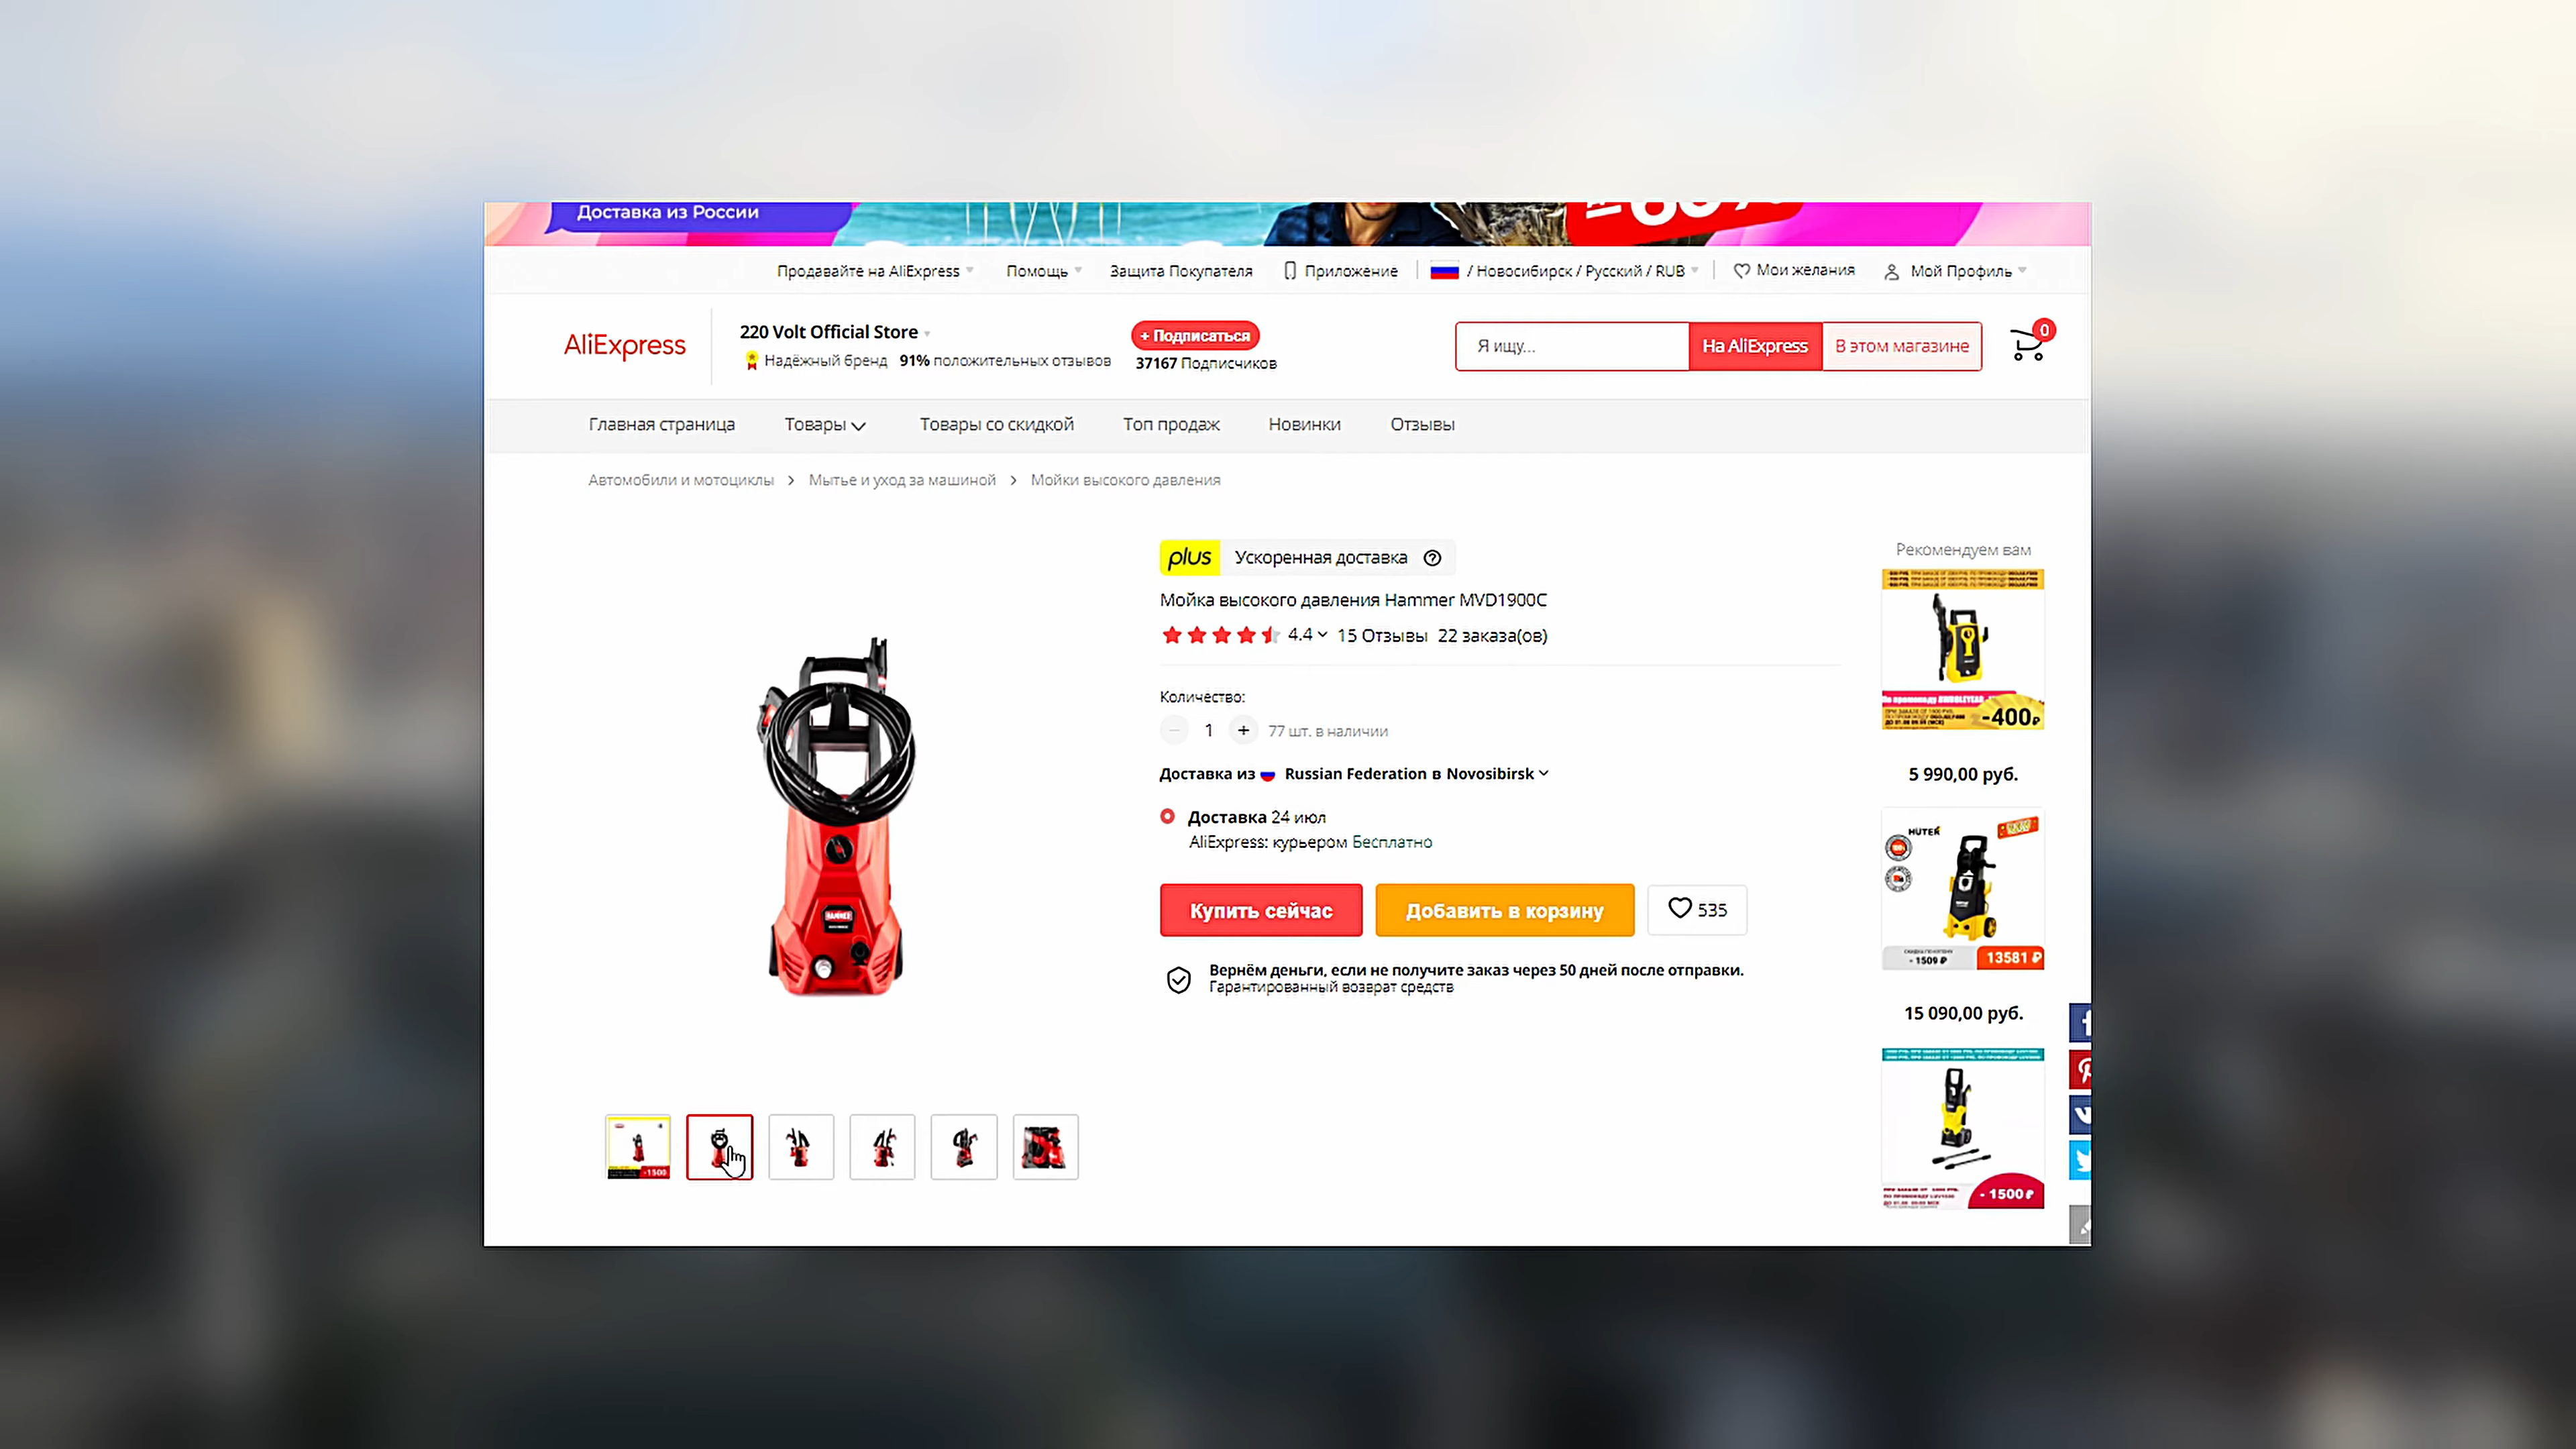 Доставка из России
Продавайте на AliExpress
Помощь
Защита Покупателя
Приложение
/ Новосибирск / Русский / RUB
Мои желания
Мой Профиль
AliExpress
220 Volt Official Store
Надёжный бренд 91% положительных отзывов
+ Подписаться
37167 Подписчиков
Я ищу...
На AliExpress
В этом магазине
0
Главная страница
Товары
Товары со скидкой
Топ продаж
Новинки
Отзывы
Автомобили и мотоциклы > Мытье и уход за машиной > Мойки высокого давления
plus Ускоренная доставка
Мойка высокого давления Hammer MVD1900C
4.4 15 Отзывы 22 заказа(ов)
Количество:
1 + 77 шт. в наличии
Доставка из Russian Federation в Novosibirsk
Доставка 24 июл
AliExpress: курьером Бесплатно
Купить сейчас
Добавить в корзину
535
Вернём деньги, если не получите заказ через 50 дней после отправки.
Гарантированный возврат средств
HAMMER
-1500
Рекомендуем вам
-400₽
5 990,00 руб.
HUTER
- 1509 ₽
13581 ₽
15 090,00 руб.
- 1500 ₽